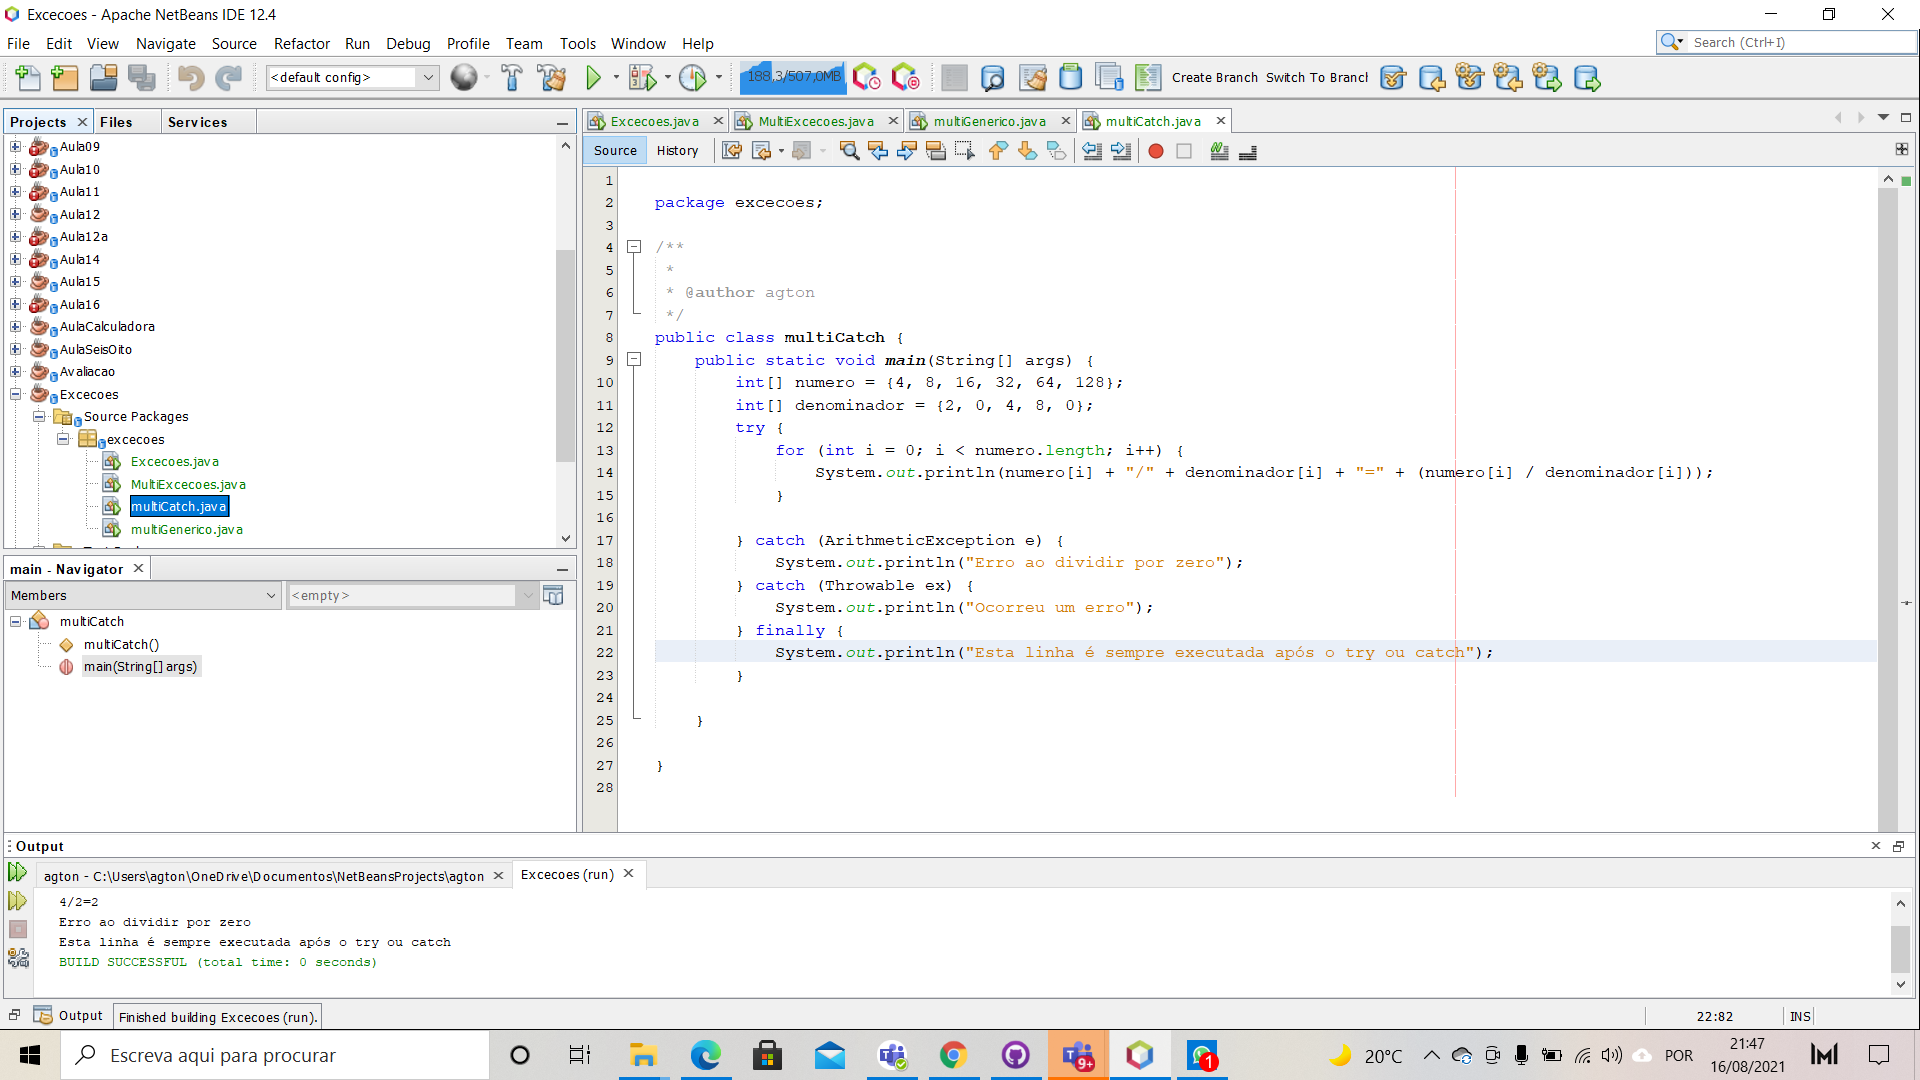 Excecoes - Apache NetBeans IDE 12.4
File Edit View Navigate Source Refactor Run Debug Profile Team Tools Window Help
Search (Ctrl+I)
<default config>
188,3/507,0MB
Create Branch Switch To Branch
Projects Files Services
Aula09
Aula10
Aula11
Aula12
Aula12a
Aula14
Aula15
Aula16
AulaCalculadora
AulaSeisOito
Avaliacao
Excecoes
Source Packages
excecoes
Excecoes.java
MultiExcecoes.java
multiCatch.java
multiGenerico.java
main - Navigator
Members
<empty>
multiCatch
multiCatch()
main(String[] args)
Excecoes.java MultiExcecoes.java multiGenerico.java multiCatch.java
Source History
1
2 package excecoes;
3
4 /**
5 *
6 * @author agton
7 */
8 public class multiCatch {
9 public static void main(String[] args) {
10 int[] numero = {4, 8, 16, 32, 64, 128};
11 int[] denominador = {2, 0, 4, 8, 0};
12 try {
13 for (int i = 0; i < numero.length; i++) {
14 System.out.println(numero[i] + "/" + denominador[i] + "=" + (numero[i] / denominador[i]));
15 }
16
17 } catch (ArithmeticException e) {
18 System.out.println("Erro ao dividir por zero");
19 } catch (Throwable ex) {
20 System.out.println("Ocorreu um erro");
21 } finally {
22 System.out.println("Esta linha é sempre executada após o try ou catch");
23 }
24
25 }
26
27 }
28
Output
agton - C:\Users\agton\OneDrive\Documentos\NetBeansProjects\agton
Excecoes (run)
4/2=2
Erro ao dividir por zero
Esta linha é sempre executada após o try ou catch
BUILD SUCCESSFUL (total time: 0 seconds)
Output
Finished building Excecoes (run).
22:82 INS
Escreva aqui para procurar
9+
1
20°C
POR
21:47
16/08/2021